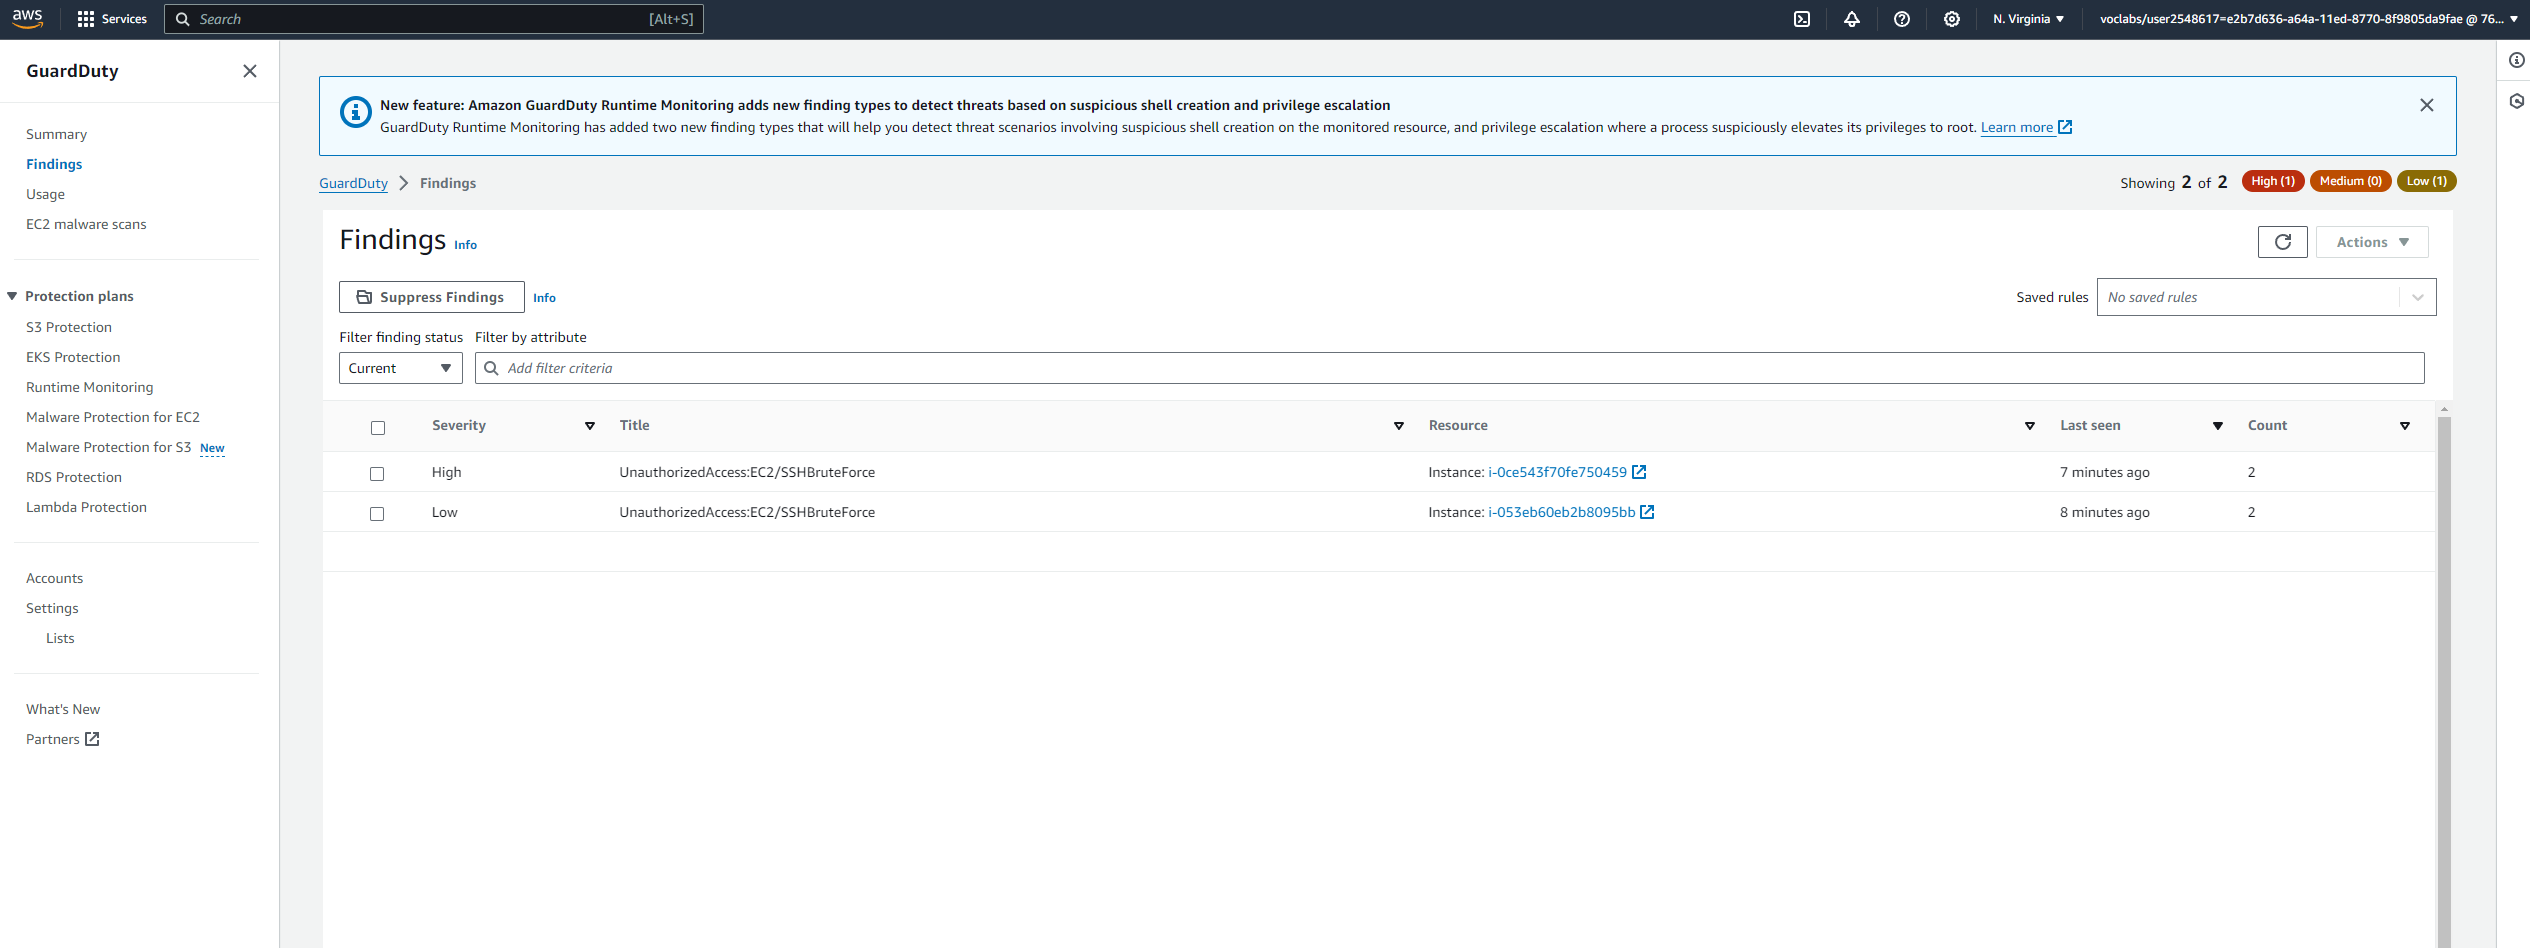 aws
Services
Search
[Alt+S]
N. Virginia
voclabs/user2548617=e2b7d636-a64a-11ed-8770-8f9805da9fae @ 76...
GuardDuty
Summary
Findings
Usage
EC2 malware scans
Protection plans
S3 Protection
EKS Protection
Runtime Monitoring
Malware Protection for EC2
Malware Protection for S3 New
RDS Protection
Lambda Protection
Accounts
Settings
Lists
What's New
Partners
New feature: Amazon GuardDuty Runtime Monitoring adds new finding types to detect threats based on suspicious shell creation and privilege escalation
GuardDuty Runtime Monitoring has added two new finding types that will help you detect threat scenarios involving suspicious shell creation on the monitored resource, and privilege escalation where a process suspiciously elevates its privileges to root. Learn more
GuardDuty > Findings
Showing 2 of 2 High (1) Medium (0) Low (1)
Findings Info
Actions
Suppress Findings Info
Saved rules No saved rules
Filter finding status Filter by attribute
Current Add filter criteria
Severity Title Resource Last seen Count
High UnauthorizedAccess:EC2/SSHBruteForce Instance: i-0ce543f70fe750459 7 minutes ago 2
Low UnauthorizedAccess:EC2/SSHBruteForce Instance: i-053eb60eb2b8095bb 8 minutes ago 2